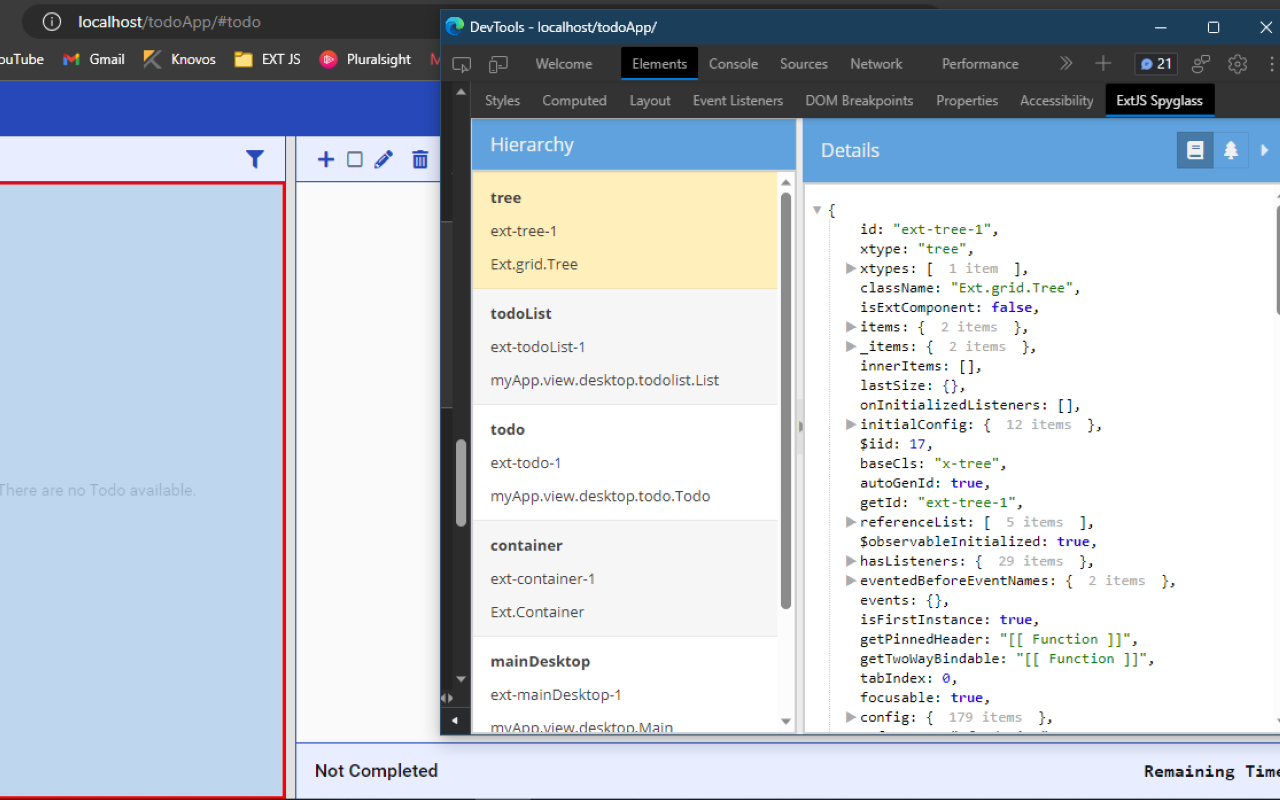 localhost/todoApp/#todo
ouTube Gmail Knovos EXT JS Pluralsight M
There are no Todo available.
DevTools - localhost/todoApp/
Welcome Elements Console Sources Network Performance 21
Styles Computed Layout Event Listeners DOM Breakpoints Properties Accessibility ExtJS Spyglass
Hierarchy
tree
ext-tree-1
Ext.grid.Tree
todoList
ext-todoList-1
myApp.view.desktop.todolist.List
todo
ext-todo-1
myApp.view.desktop.todo.Todo
container
ext-container-1
Ext.Container
mainDesktop
ext-mainDesktop-1
myApp.view.desktop.Main
Details
{
id: "ext-tree-1",
xtype: "tree",
xtypes: [ 1 item ],
className: "Ext.grid.Tree",
isExtComponent: false,
items: { 2 items },
_items: { 2 items },
innerItems: [],
lastSize: {},
onInitializedListeners: [],
initialConfig: { 12 items },
$iid: 17,
baseCls: "x-tree",
autoGenId: true,
getId: "ext-tree-1",
referenceList: [ 5 items ],
$observableInitialized: true,
hasListeners: { 29 items },
eventedBeforeEventNames: { 2 items },
events: {},
isFirstInstance: true,
getPinnedHeader: "[[ Function ]]",
getTwoWayBindable: "[[ Function ]]",
tabIndex: 0,
focusable: true,
config: { 179 items },
Not Completed
Remaining Time